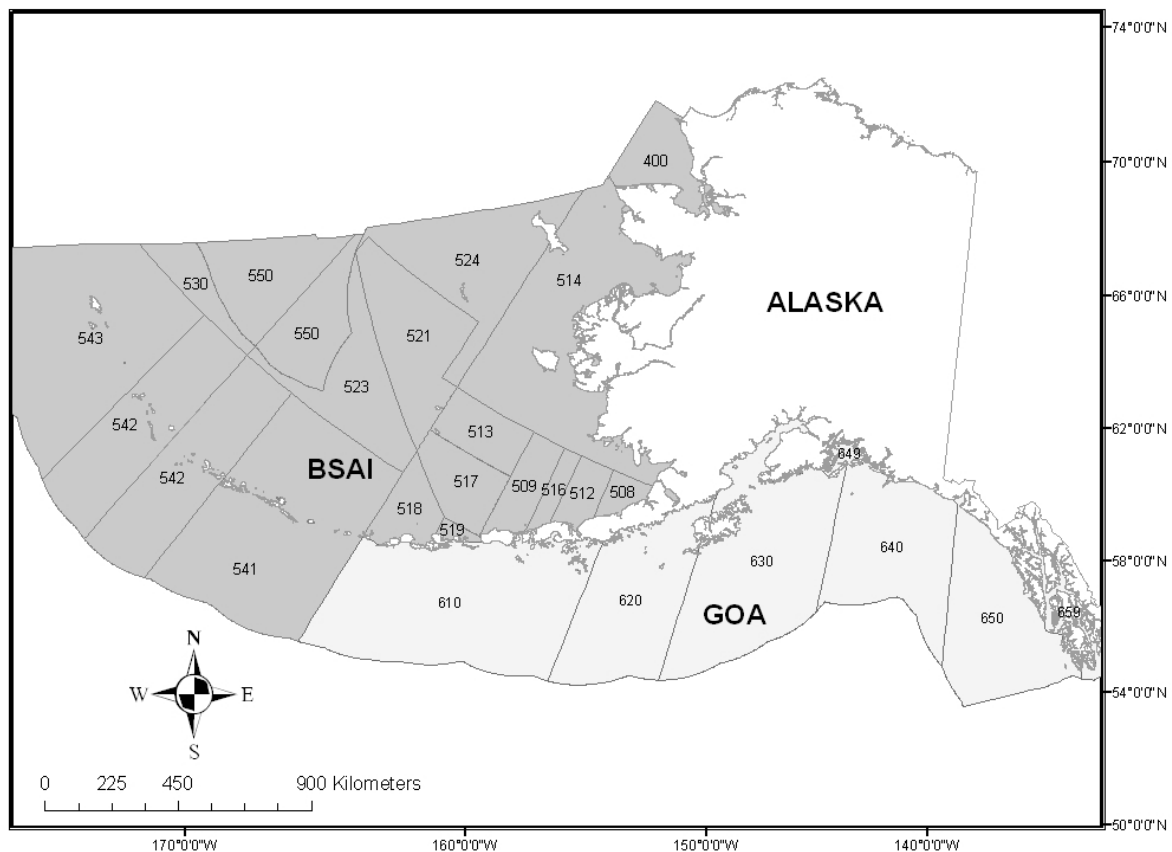 74°0'0"N
70°0'0"N
400
524
530
550
514
66°0'0"N
ALASKA
543
550
521
523
542
513
62°0'0"N
649
BSAI
542
517
509
516
512
508
518
519
541
630
640
58°0'0"N
610
620
GOA
650
659
N
W
E
S
54°0'0"N
0 225 450 900 Kilometers
50°0'0"N
170°0'0"W 160°0'0"W 150°0'0"W 140°0'0"W